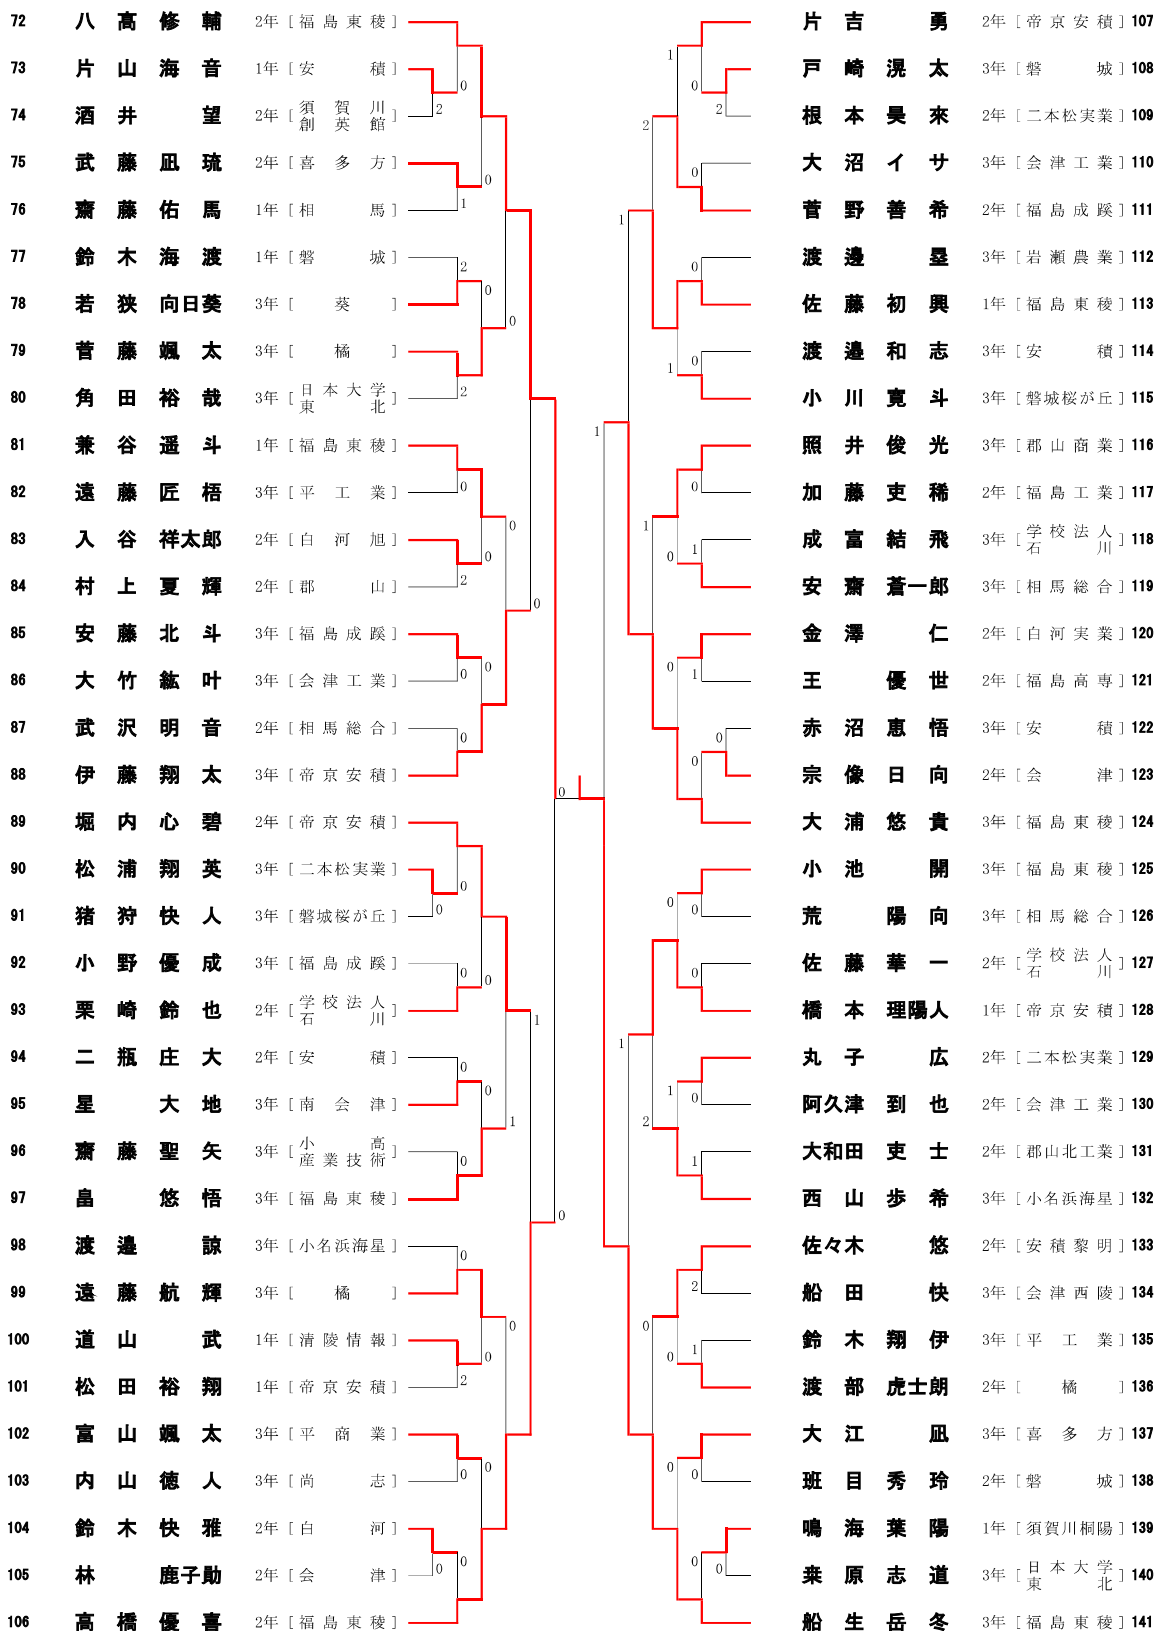 72 八髙修輔 2年 [福島東稜]
73 片山海音 1年 [安積]
74 酒井望 2年 [須賀川創英館]
75 武藤凪琉 2年 [喜多方]
76 齋藤佑馬 1年 [相馬]
77 鈴木海渡 1年 [磐城]
78 若狭向日葵 3年 [葵]
79 菅藤颯太 3年 [橘]
80 角田裕哉 3年 [日本大学東北]
81 兼谷遥斗 1年 [福島東稜]
82 遠藤匠梧 3年 [平工業]
83 入谷祥太郎 2年 [白河旭]
84 村上夏輝 2年 [郡山]
85 安藤北斗 3年 [福島成蹊]
86 大竹紘叶 3年 [会津工業]
87 武沢明音 2年 [相馬総合]
88 伊藤翔太 3年 [帝京安積]
89 堀内心碧 2年 [帝京安積]
90 松浦翔英 3年 [二本松実業]
91 猪狩快人 3年 [磐城桜が丘]
92 小野優成 3年 [福島成蹊]
93 栗崎鈴也 2年 [学校法人石川]
94 二瓶庄大 2年 [安積]
95 星大地 3年 [南会津]
96 齋藤聖矢 3年 [小高産業技術]
97 畠悠悟 3年 [福島東稜]
98 渡邉諒 3年 [小名浜海星]
99 遠藤航輝 3年 [橘]
100 道山武 1年 [清陵情報]
101 松田裕翔 1年 [帝京安積]
102 富山颯太 3年 [平商業]
103 内山徳人 3年 [尚志]
104 鈴木快雅 2年 [白河]
105 林鹿子勛 2年 [会津]
106 高橋優喜 2年 [福島東稜]
片吉勇 2年 [帝京安積] 107
戸崎滉太 3年 [磐城] 108
根本昊來 2年 [二本松実業] 109
大沼イサ 3年 [会津工業] 110
菅野善希 2年 [福島成蹊] 111
渡邊塁 3年 [岩瀬農業] 112
佐藤初興 1年 [福島東稜] 113
渡邉和志 3年 [安積] 114
小川寛斗 3年 [磐城桜が丘] 115
照井俊光 3年 [郡山商業] 116
加藤吏稀 2年 [福島工業] 117
成富結飛 3年 [学校法人石川] 118
安齋蒼一郎 3年 [相馬総合] 119
金澤仁 2年 [白河実業] 120
王優世 2年 [福島高専] 121
赤沼恵悟 3年 [安積] 122
宗像日向 2年 [会津] 123
大浦悠貴 3年 [福島東稜] 124
小池開 3年 [福島東稜] 125
荒陽向 3年 [相馬総合] 126
佐藤華一 2年 [学校法人石川] 127
橋本理陽人 1年 [帝京安積] 128
丸子広 2年 [二本松実業] 129
阿久津到也 2年 [会津工業] 130
大和田吏士 2年 [郡山北工業] 131
西山歩希 3年 [小名浜海星] 132
佐々木悠 2年 [安積黎明] 133
船田快 3年 [会津西陵] 134
鈴木翔伊 3年 [平工業] 135
渡部虎士朗 2年 [橘] 136
大江凪 3年 [喜多方] 137
班目秀玲 2年 [磐城] 138
鳴海葉陽 1年 [須賀川桐陽] 139
桒原志道 3年 [日本大学東北] 140
船生岳冬 3年 [福島東稜] 141